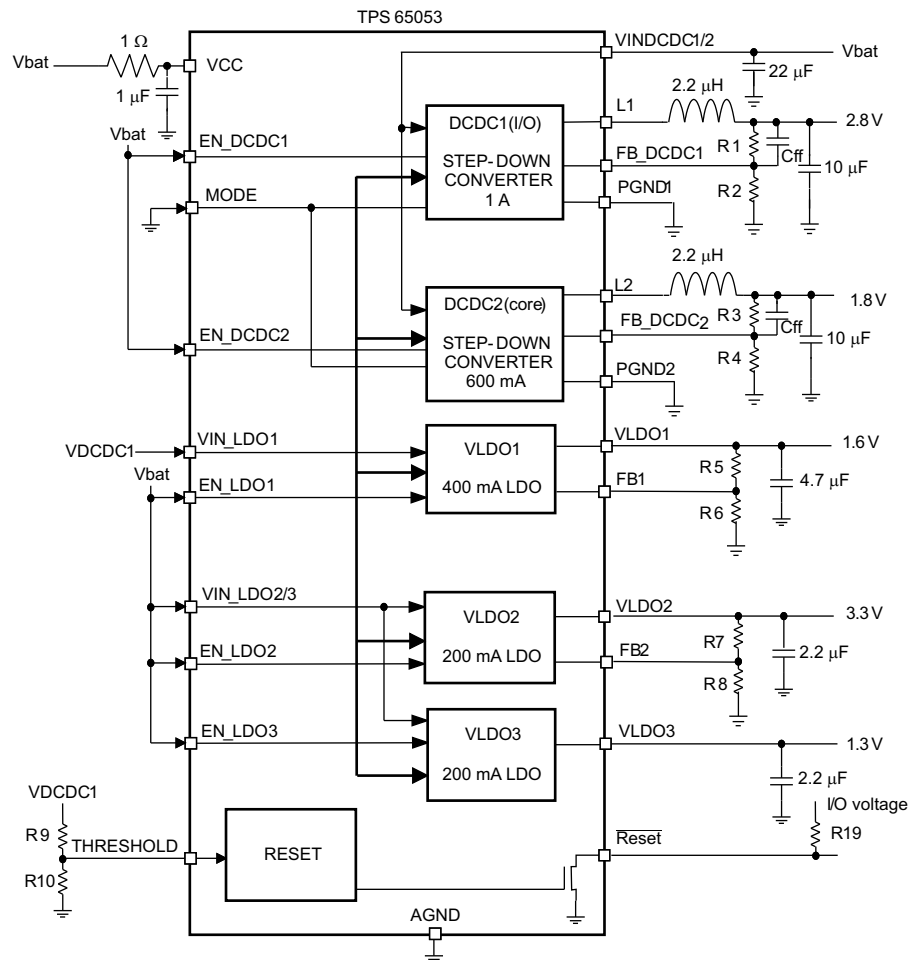 TPS 65053
1 Ω
Vbat
VCC
1 μF
VINDCDC1/2
Vbat
22 μF
2.2 μH
L1
2.8 V
DCDC1(I/O)
STEP-DOWN
CONVERTER
1 A
Vbat
EN_DCDC1
FB_DCDC1
R1
Cff
R2
10 μF
MODE
PGND1
2.2 μH
L2
1.8 V
DCDC2(core)
STEP-DOWN
CONVERTER
600 mA
EN_DCDC2
FB_DCDC2
R3
Cff
R4
10 μF
PGND2
VDCDC1
VIN_LDO1
VLDO1
400 mA LDO
VLDO1
1.6 V
Vbat
EN_LDO1
FB1
R5
R6
4.7 μF
VIN_LDO2/3
VLDO2
200 mA LDO
VLDO2
3.3 V
EN_LDO2
FB2
R7
R8
2.2 μF
EN_LDO3
VLDO3
200 mA LDO
VLDO3
1.3 V
2.2 μF
VDCDC1
R9
THRESHOLD
R10
RESET
Reset
I/O voltage
R19
AGND